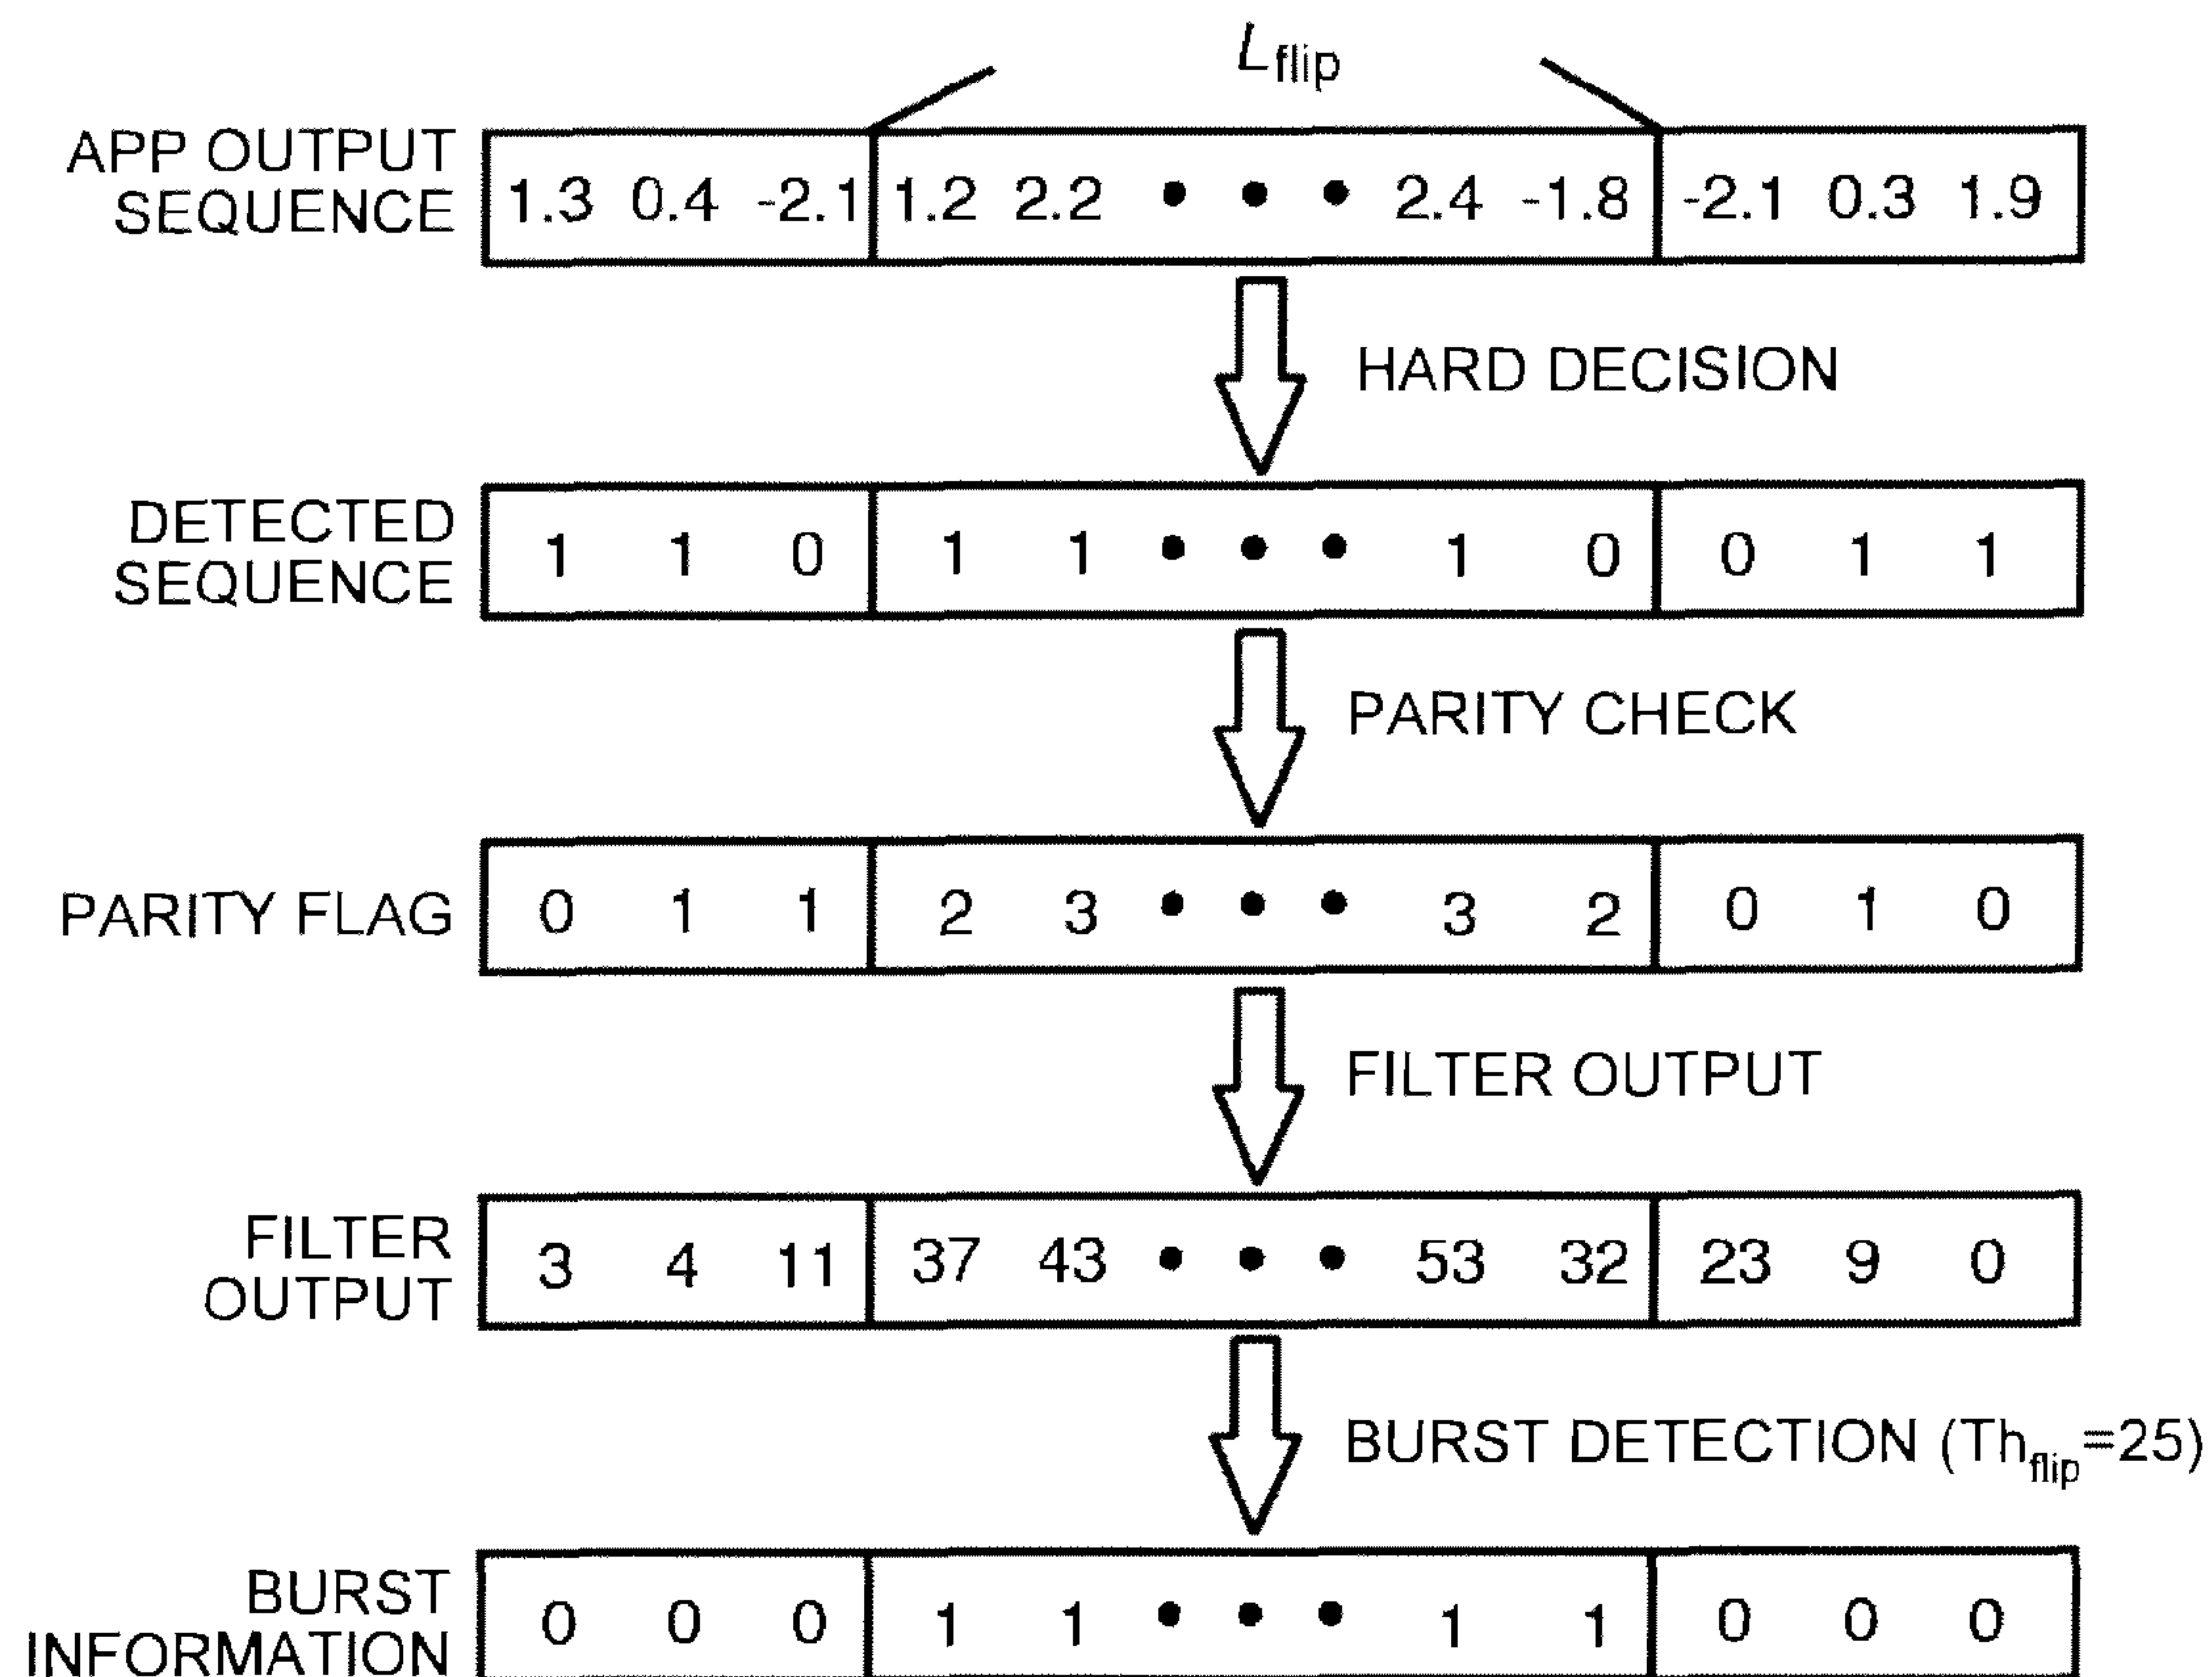 L_flip
APP OUTPUT
SEQUENCE
1.3 0.4 -2.1 1.2 2.2 • • • 2.4 -1.8 -2.1 0.3 1.9
HARD DECISION
DETECTED
SEQUENCE
1 1 0 1 1 • • • 1 0 0 1 1
PARITY CHECK
PARITY FLAG
0 1 1 2 3 • • • 3 2 0 1 0
FILTER OUTPUT
FILTER
OUTPUT
3 4 11 37 43 • • • 53 32 23 9 0
BURST DETECTION (Th_flip=25)
BURST
INFORMATION
0 0 0 1 1 • • • 1 1 0 0 0